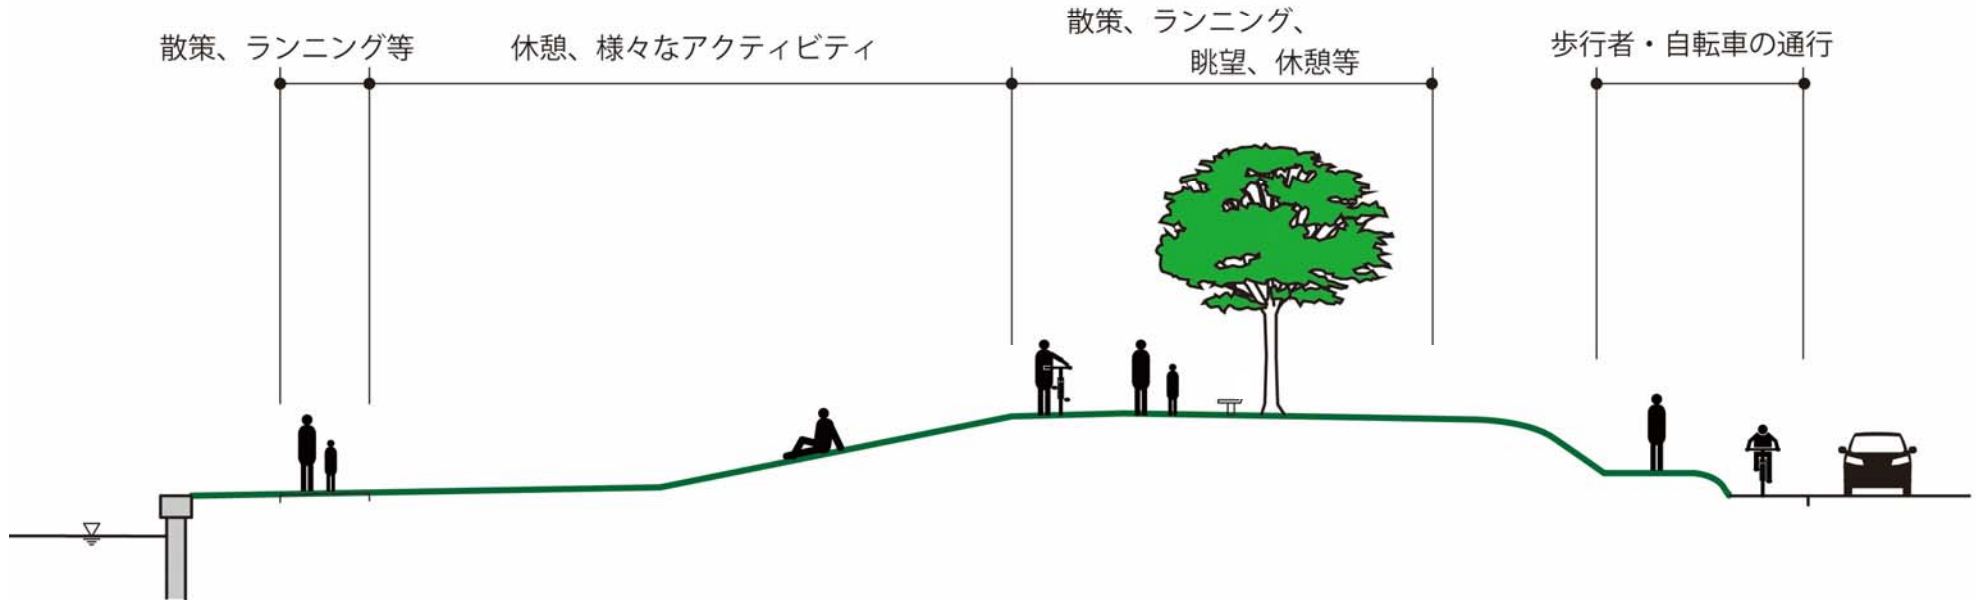 散策、ランニング等
休憩、様々なアクティビティ
散策、ランニング、
眺望、休憩等
歩行者・自転車の通行